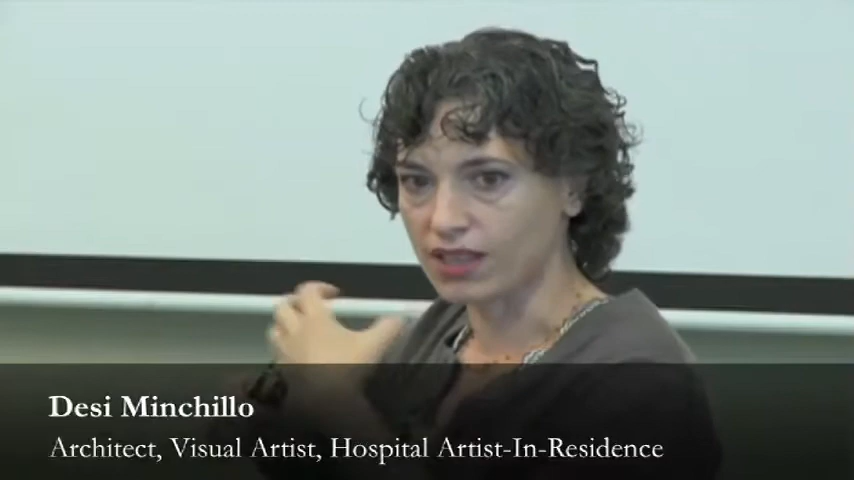 Desi Minchillo
Architect, Visual Artist, Hospital Artist-In-Residence